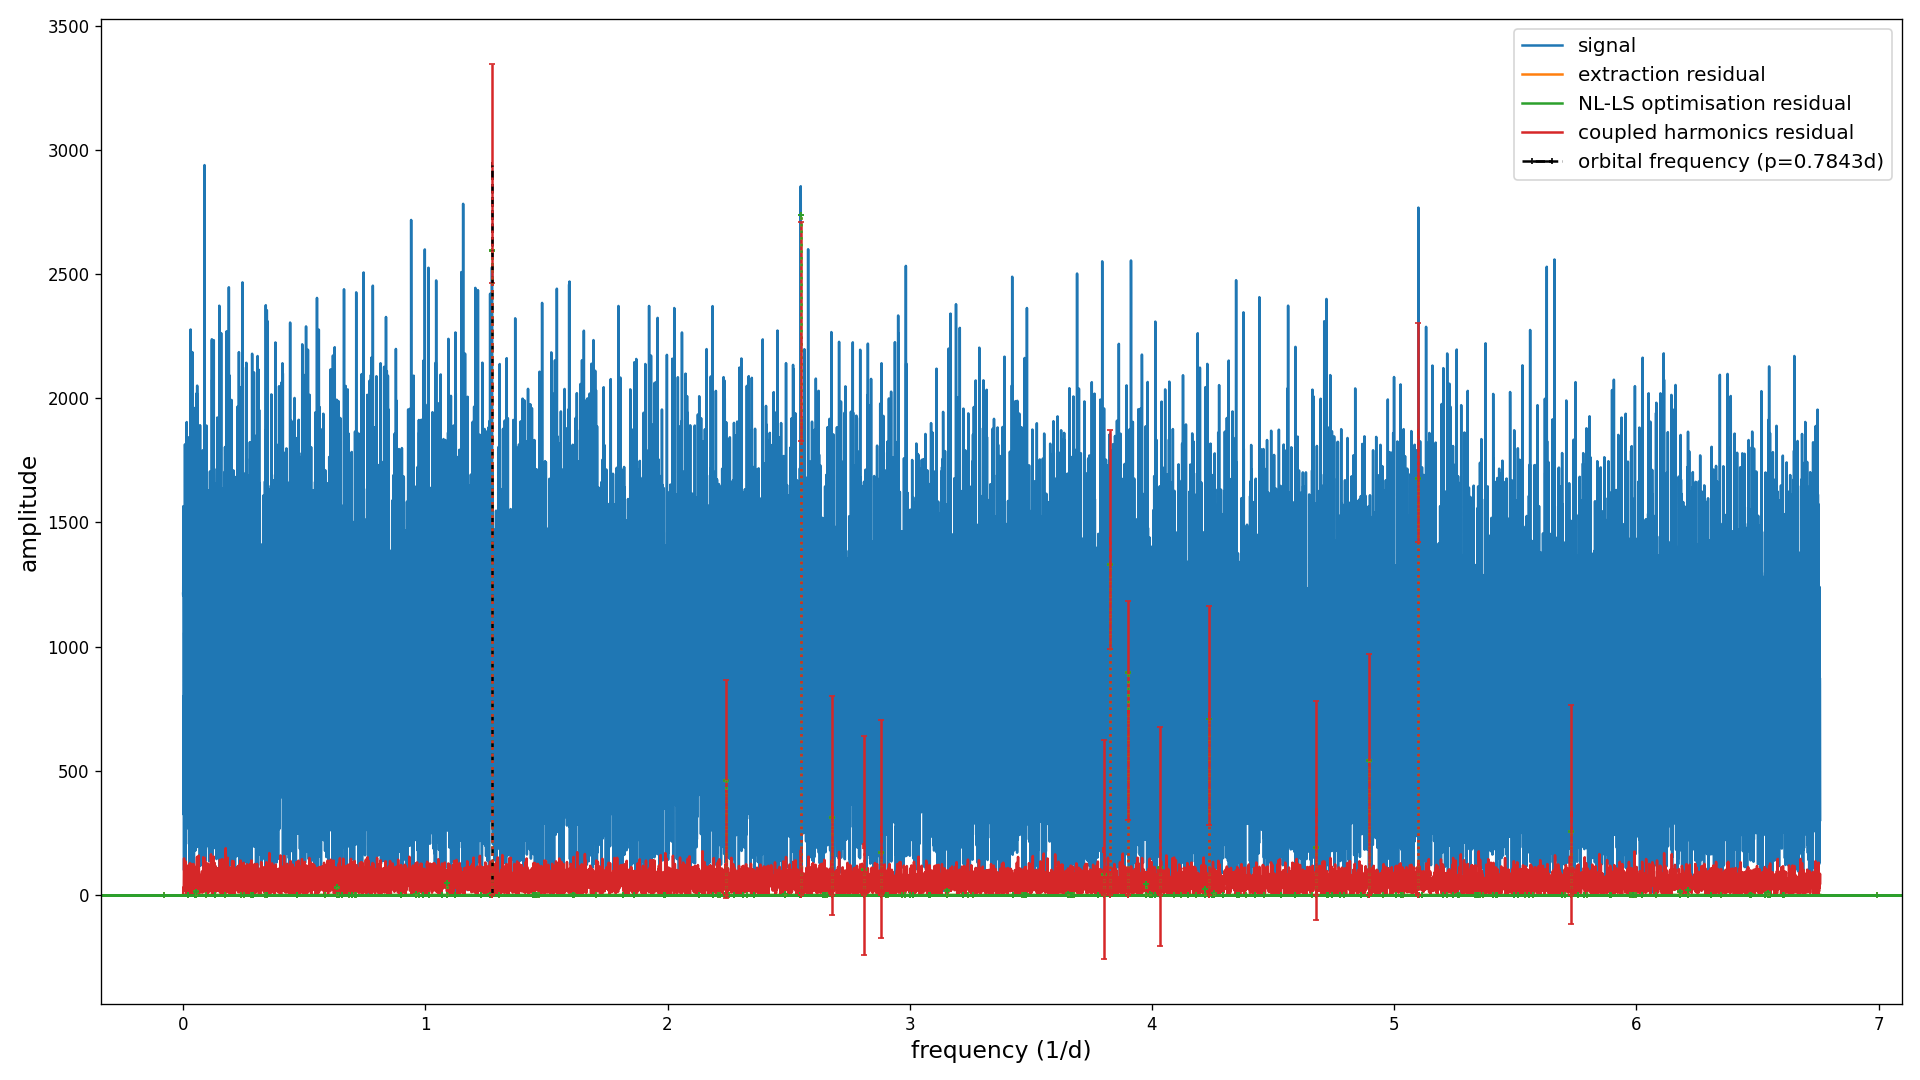 3500
3000
2500
2000
1500
1000
500
0
amplitude
0 1 2 3 4 5 6 7
frequency (1/d)
signal
extraction residual
NL-LS optimisation residual
coupled harmonics residual
orbital frequency (p=0.7843d)